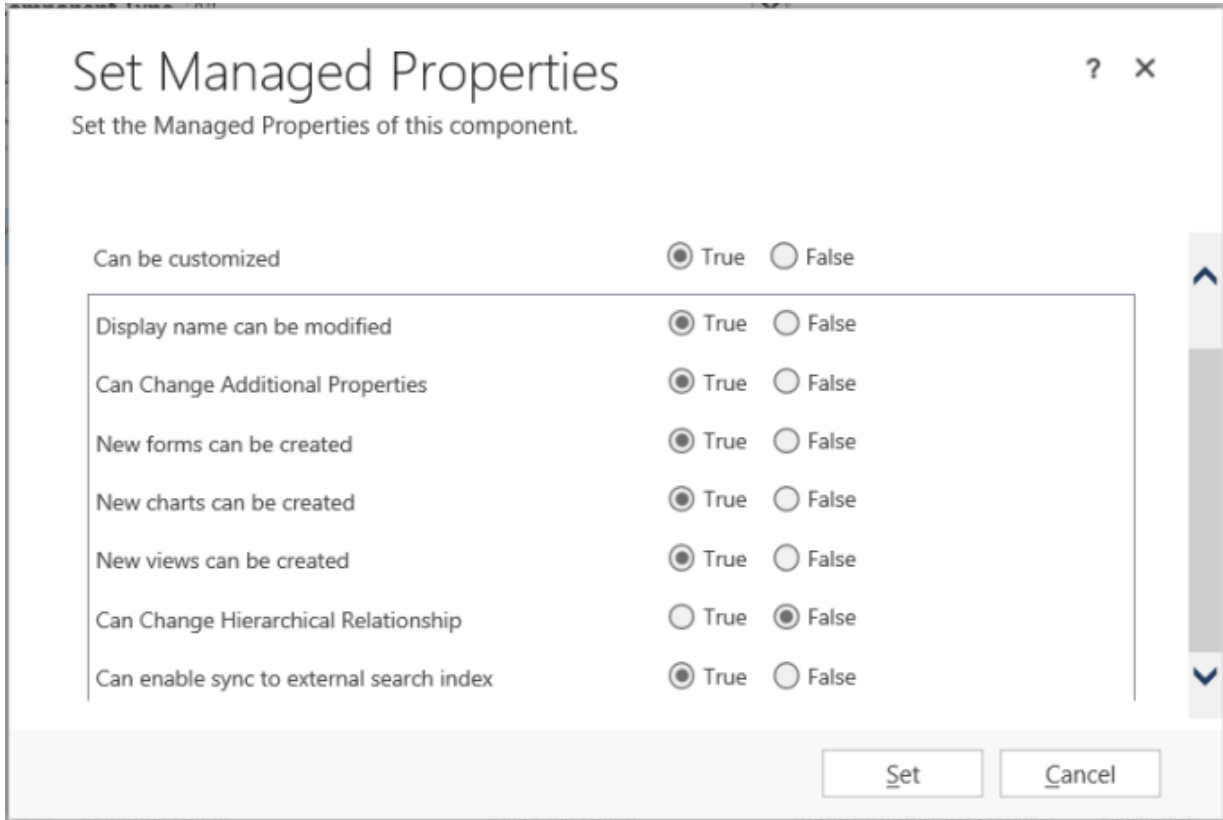 Set Managed Properties
? ×
Set the Managed Properties of this component.
Can be customized True False
Display name can be modified True False
Can Change Additional Properties True False
New forms can be created True False
New charts can be created True False
New views can be created True False
Can Change Hierarchical Relationship True False
Can enable sync to external search index True False
Set Cancel